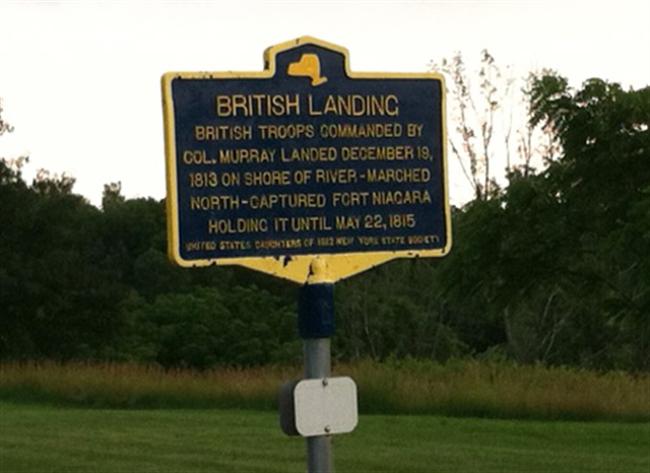 BRITISH LANDING
BRITISH TROOPS COMMANDED BY
COL. MURRAY LANDED DECEMBER 19,
1813 ON SHORE OF RIVER - MARCHED
NORTH - CAPTURED FORT NIAGARA
HOLDING IT UNTIL MAY 22, 1815
UNITED STATES DAUGHTERS OF 1812 NEW YORK STATE SOCIETY